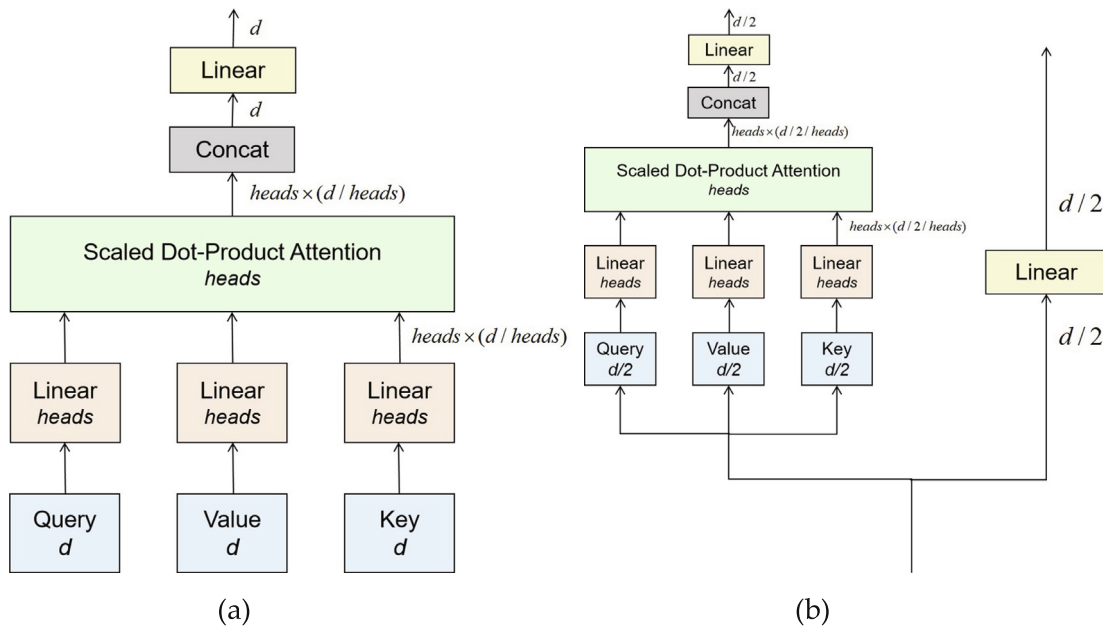 d
Linear
d
Concat
heads×(d / heads)
Scaled Dot-Product Attention
heads
heads×(d / heads)
Linear
heads
Linear
heads
Linear
heads
Query
d
Value
d
Key
d
(a)
d / 2
Linear
d / 2
Concat
heads×(d / 2 / heads)
Scaled Dot-Product Attention
heads
heads×(d / 2 / heads)
Linear
heads
Linear
heads
Linear
heads
Query
d/2
Value
d/2
Key
d/2
d / 2
Linear
d / 2
(b)